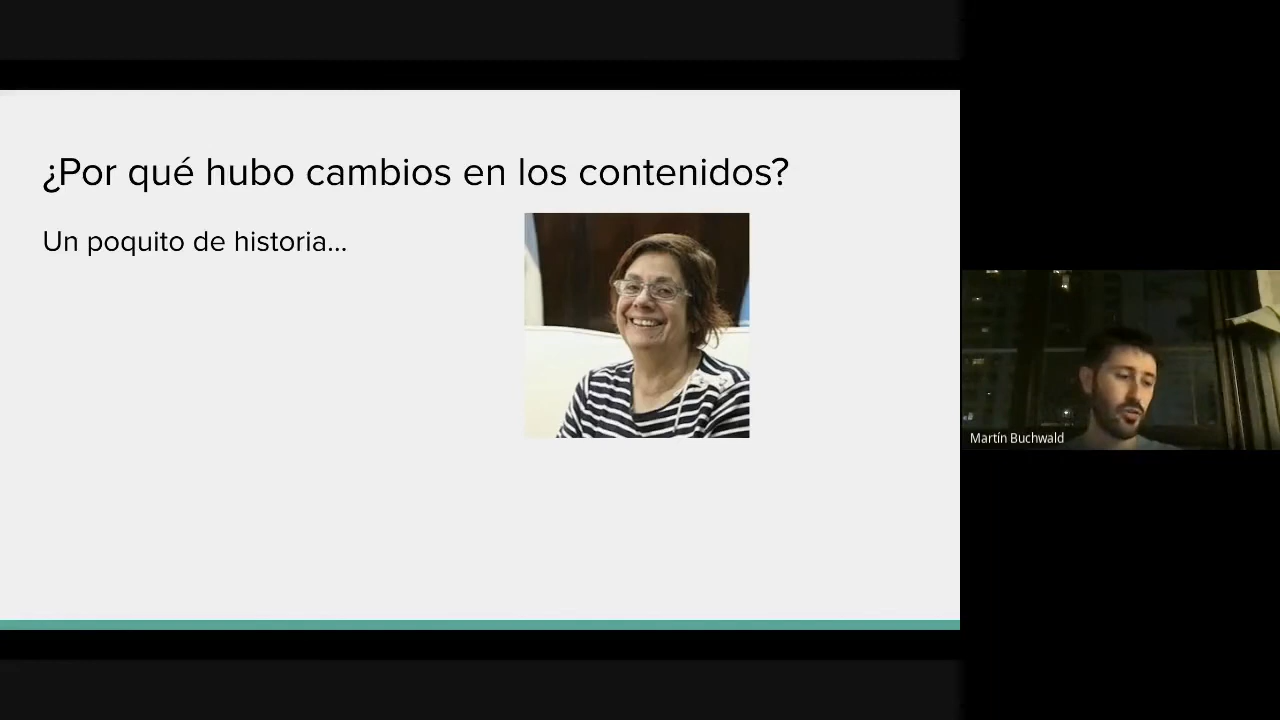 ¿Por qué hubo cambios en los contenidos?
Un poquito de historia...
Martín Buchwald